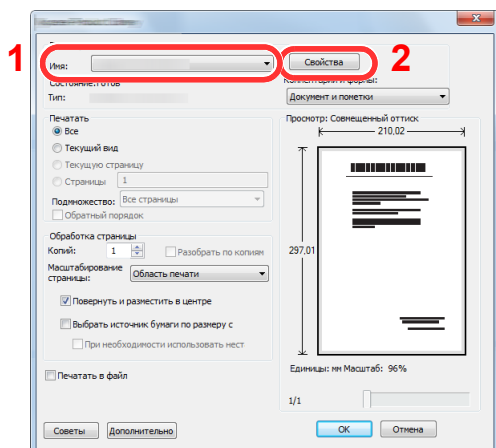 1
2
Имя:
Свойства
Состояние: Готов
Комментарии и формы:
Тип:
Документ и пометки
Печатать
Все
Текущий вид
Текущую страницу
Страницы 1
Подмножество: Все страницы
Обратный порядок
Просмотр: Совмещенный оттиск
210,02
297,01
Обработка страницы
Копий: 1
Разобрать по копиям
Масштабирование страницы: Область печати
Повернуть и разместить в центре
Выбрать источник бумаги по размеру с
При необходимости использовать нест
Печатать в файл
Единицы: мм Масштаб: 96%
1/1
Советы
Дополнительно
OK
Отмена